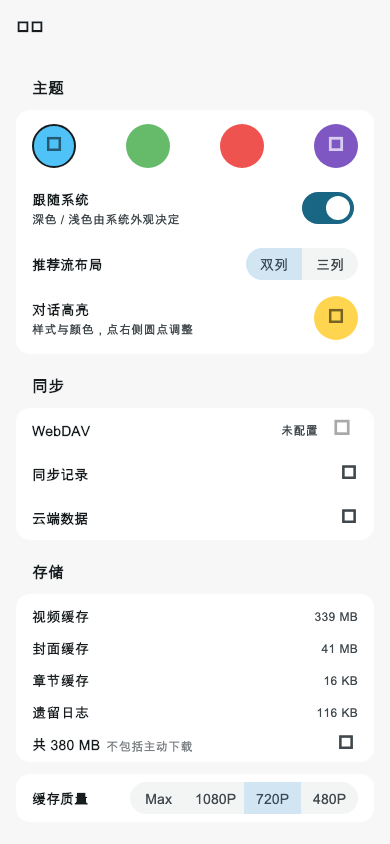 主题
跟随系统
深色 / 浅色由系统外观决定
推荐流布局 双列 三列
对话高亮
样式与颜色，点右侧圆点调整
同步
WebDAV 未配置
同步记录
云端数据
存储
视频缓存 339 MB
封面缓存 41 MB
章节缓存 16 KB
遗留日志 116 KB
共 380 MB 不包括主动下载
缓存质量 Max 1080P 720P 480P